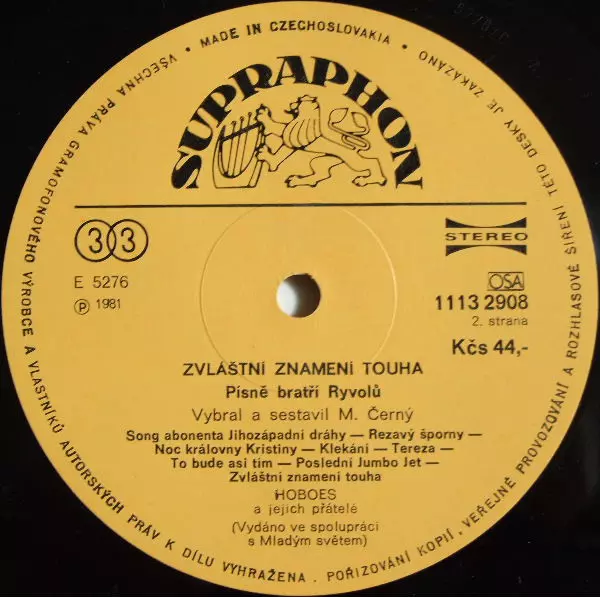 VŠECHNA PRÁVA GRAMOFONOVÉHO VÝROBCE A VLASTNÍKŮ AUTORSKÝCH PRÁV K DÍLU VYHRAŽENA . POŘIZOVÁNÍ KOPIÍ , VEŘEJNÉ PROVOZOVÁNÍ A ROZHLASOVÉ ŠÍŘENÍ TÉTO DESKY JE ZAKÁZÁNO
• MADE IN CZECHOSLOVAKIA •
SUPRAPHON
33
STEREO
E 5276
OSA
Ⓟ 1981
1113 2908
2. strana
Kčs 44,-
ZVLÁŠTNÍ ZNAMENÍ TOUHA
Písně bratří Ryvolů
Vybral a sestavil M. Černý
Song abonenta Jihozápadní dráhy — Rezavý šporny —
Noc královny Kristiny — Klekání — Tereza —
To bude asi tím — Poslední Jumbo Jet —
Zvláštní znamení touha
HOBOES
a jejich přátelé
(Vydáno ve spolupráci
s Mladým světem)